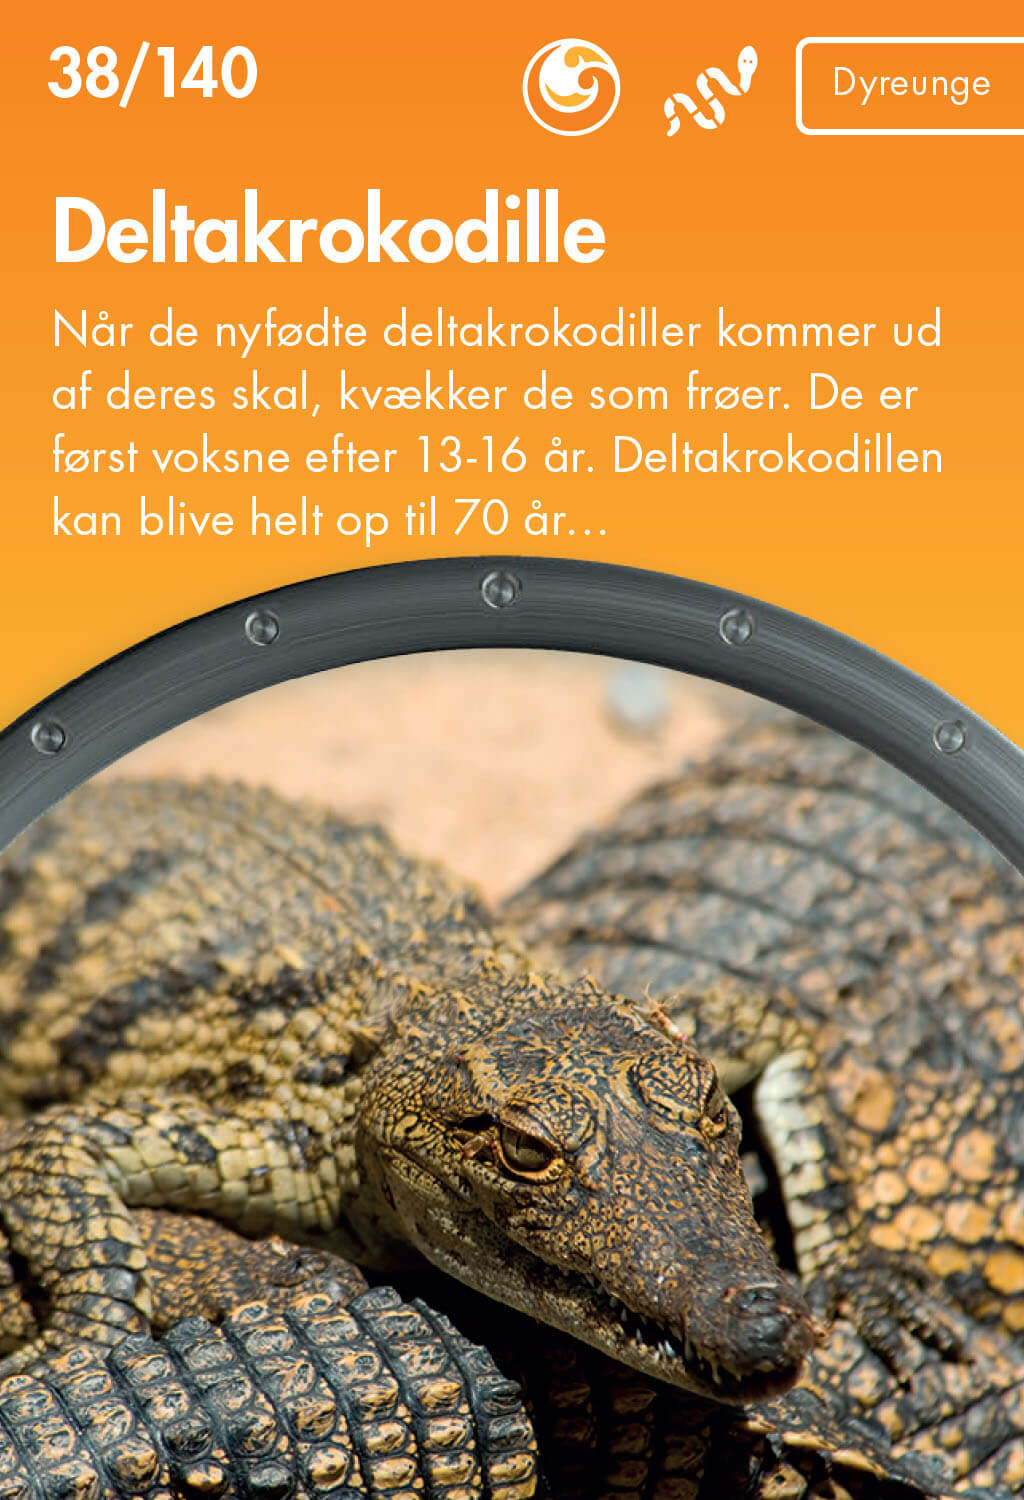 38/140
Dyreunge
Deltakrokodille
Når de nyfødte deltakrokodiller kommer ud
af deres skal, kvækker de som frøer. De er
først voksne efter 13-16 år. Deltakrokodillen
kan blive helt op til 70 år...